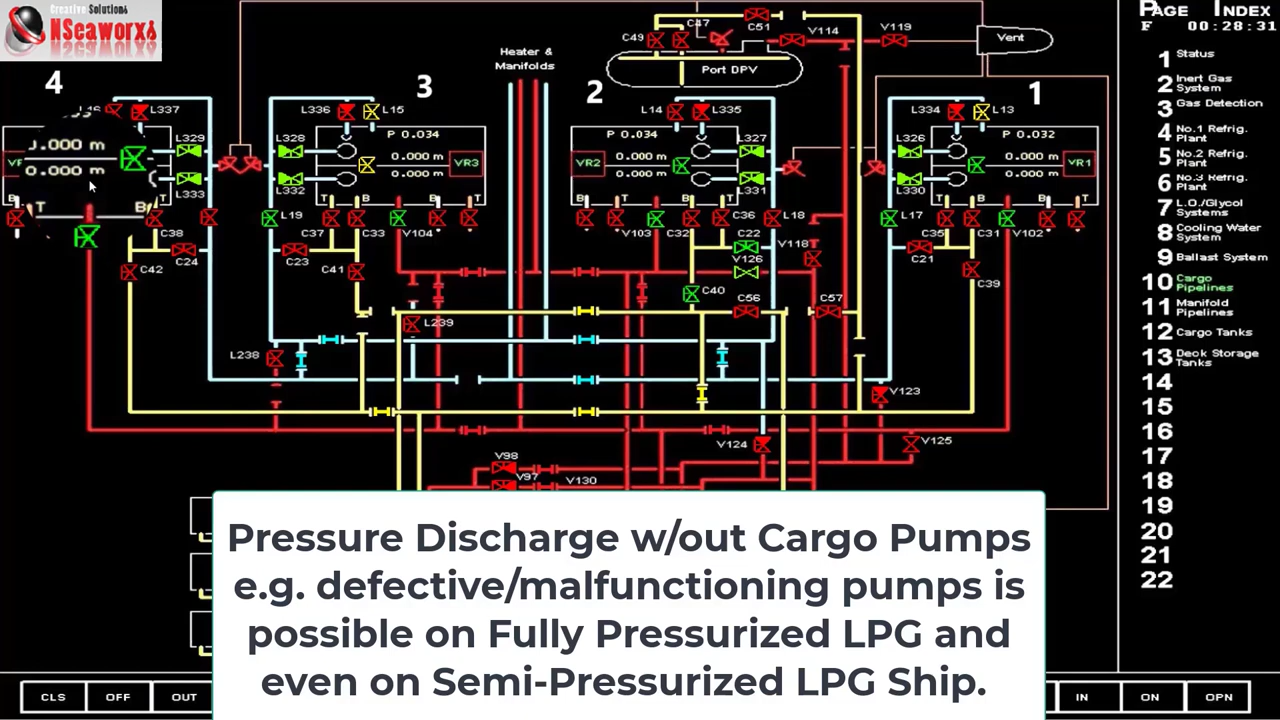 Creative Solutions
HSeaworx&
PAGE INDEX
F 00:28:31
1 Status
2 Inert Gas System
3 Gas Detection
4 No.1 Refrig. Plant
5 No.2 Refrig. Plant
6 No.3 Refrig. Plant
7 L.O./Glycol Systems
8 Cooling Water System
9 Ballast System
10 Cargo Pipelines
11 Manifold Pipelines
12 Cargo Tanks
13 Deck Storage Tanks
14
15
16
17
18
19
20
21
22
C47
C49
C51
V114
V119
Vent
Port DPV
Heater &
Manifolds
4
3
2
1
L337
L336
L15
L14
L335
L334
L13
L329
L328
P 0.034
P 0.034
L327
L326
P 0.032
0.000 m
0.000 m
0.000 m
VR3
VR2
VR1
0.000 m
0.000 m
0.000 m
0.000 m
L333
L332
L331
L330
B
T
B
T
B
B
T
B
B
T
B
L19
V104
C36
L18
L17
V102
C38
C37
C33
V103
C32
C35
C31
C24
C23
C22
V118
C21
C42
C41
V126
C39
C40
C56
C57
L239
L238
V123
V124
V125
V98
V97
V130
Pressure Discharge w/out Cargo Pumps
e.g. defective/malfunctioning pumps is
possible on Fully Pressurized LPG and
even on Semi-Pressurized LPG Ship.
CLS
OFF
OUT
IN
ON
OPN